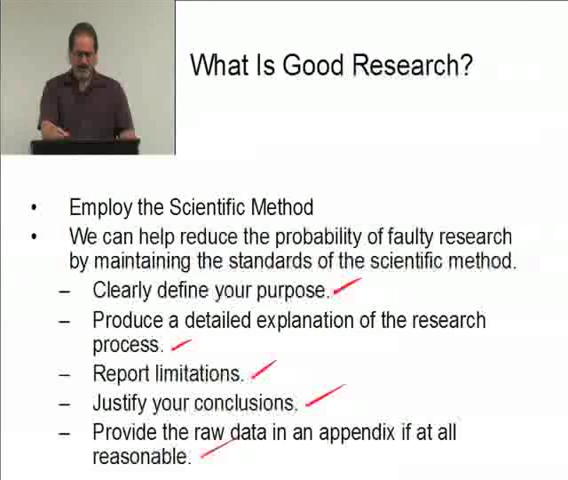 What Is Good Research?
• Employ the Scientific Method
• We can help reduce the probability of faulty research
by maintaining the standards of the scientific method.
– Clearly define your purpose.
– Produce a detailed explanation of the research
process.
– Report limitations.
– Justify your conclusions.
– Provide the raw data in an appendix if at all
reasonable.